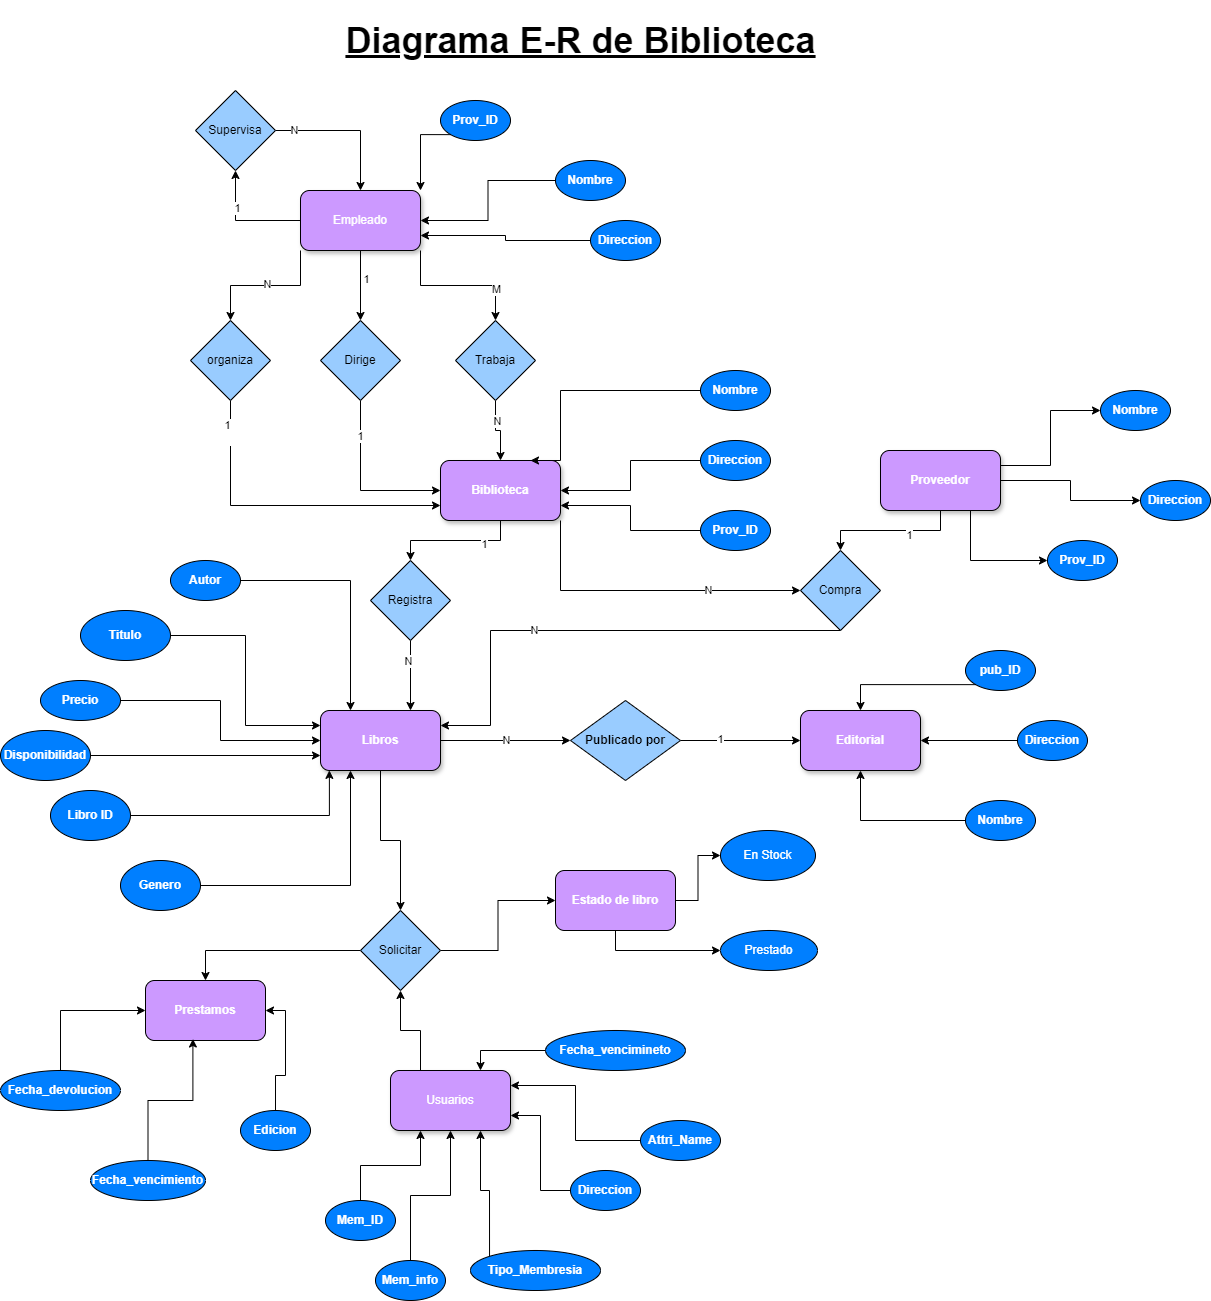 Diagrama E-R de Biblioteca
Supervisa
N
Prov_ID
Nombre
1
Empleado
Direccion
N
1
M
organiza
Dirige
Trabaja
Nombre
Nombre
1
1
N
Direccion
Biblioteca
Proveedor
Direccion
Prov_ID
1
1
Prov_ID
Autor
Registra
N
Compra
Titulo
N
N
Precio
pub_ID
Libros
N
Publicado por
1
Editorial
Direccion
Disponibilidad
Libro ID
Nombre
Genero
En Stock
Estado de libro
Solicitar
Prestado
Prestamos
Fecha_vencimineto
Fecha_devolucion
Usuarios
Edicion
Attri_Name
Fecha_vencimiento
Direccion
Mem_ID
Mem_info
Tipo_Membresia